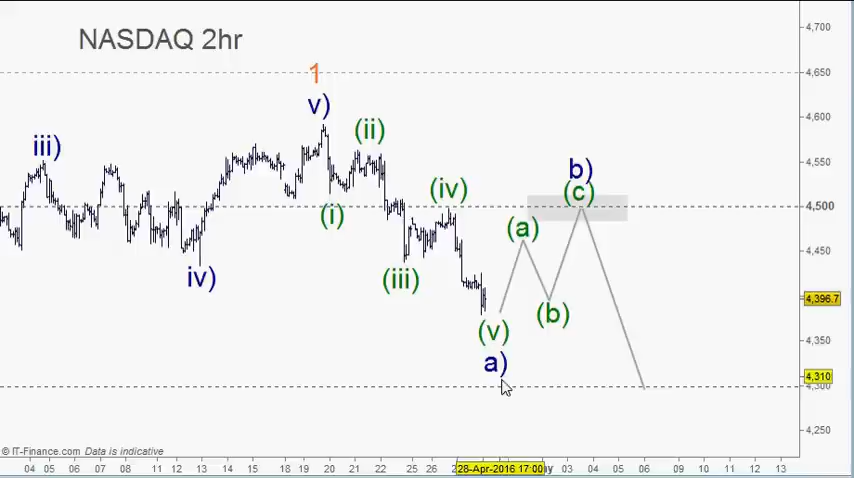 NASDAQ 2hr
4,700
1
4,650
v)
4,600
(ii)
iii)
4,550
b)
(iv)
(c)
4,500
(i)
(a)
4,450
iv)
(iii)
4,396.7
(b)
(v)
4,350
a)
4,310
4,300
4,250
© IT-Finance.com Data is indicative
04 05 06 07 08 11 12 13 14 15 18 19 20 21 22 25 26 28-Apr-2016 17:00 03 04 05 06 09 10 11 12 13